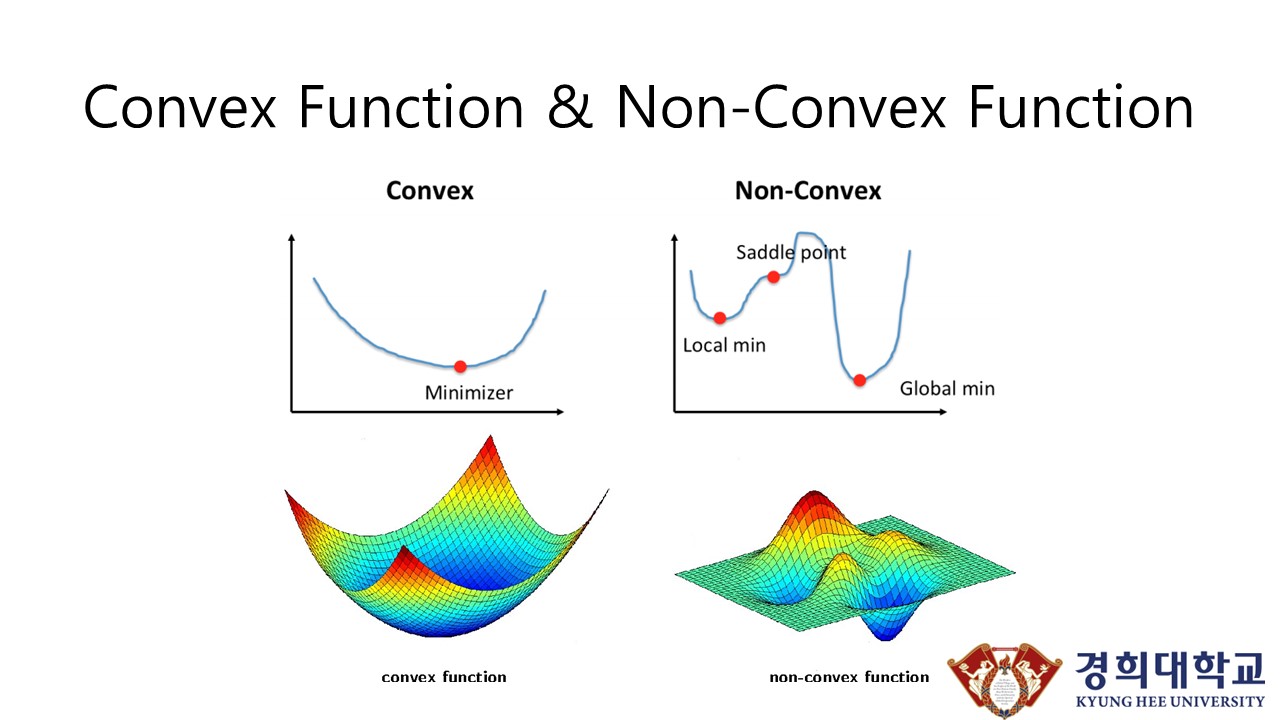 Convex Function & Non-Convex Function
Convex
Non-Convex
Saddle point
Local min
Minimizer
Global min
convex function
non-convex function
경희대학교
KYUNG HEE UNIVERSITY